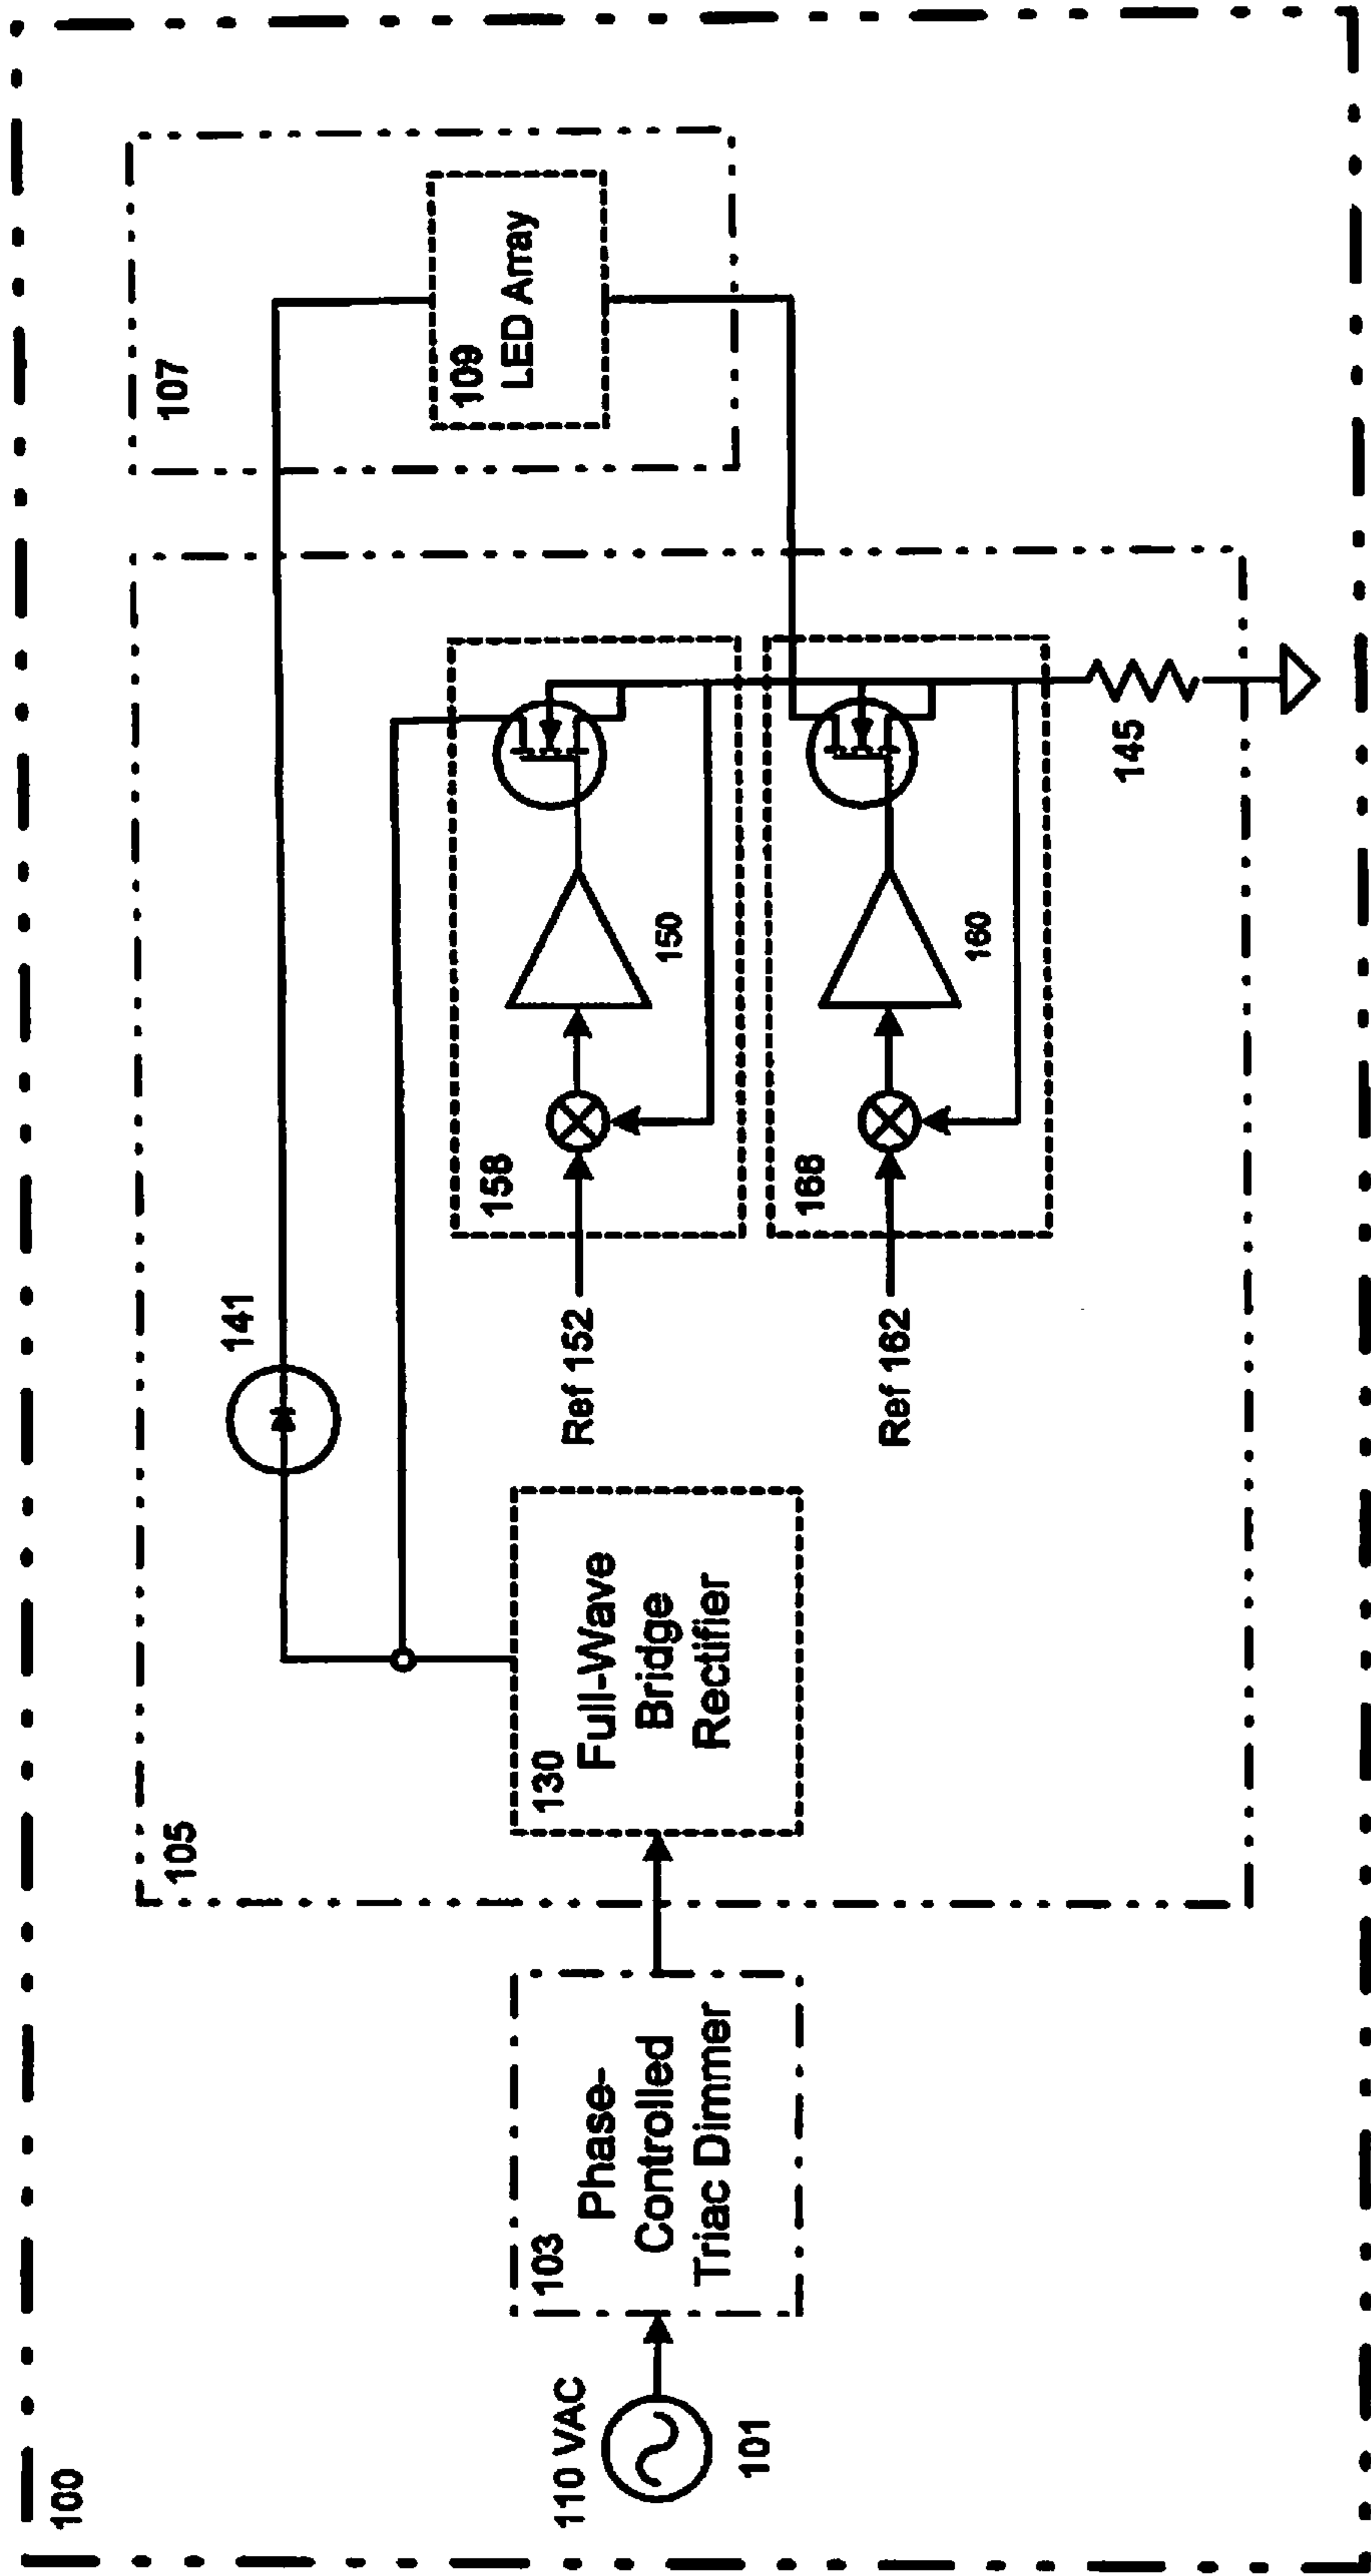 100
110 VAC
101
103
Phase-
Controlled
Triac Dimmer
105
130
Full-Wave
Bridge
Rectifier
141
Ref 152
158
150
Ref 162
168
160
145
107
109
LED Array